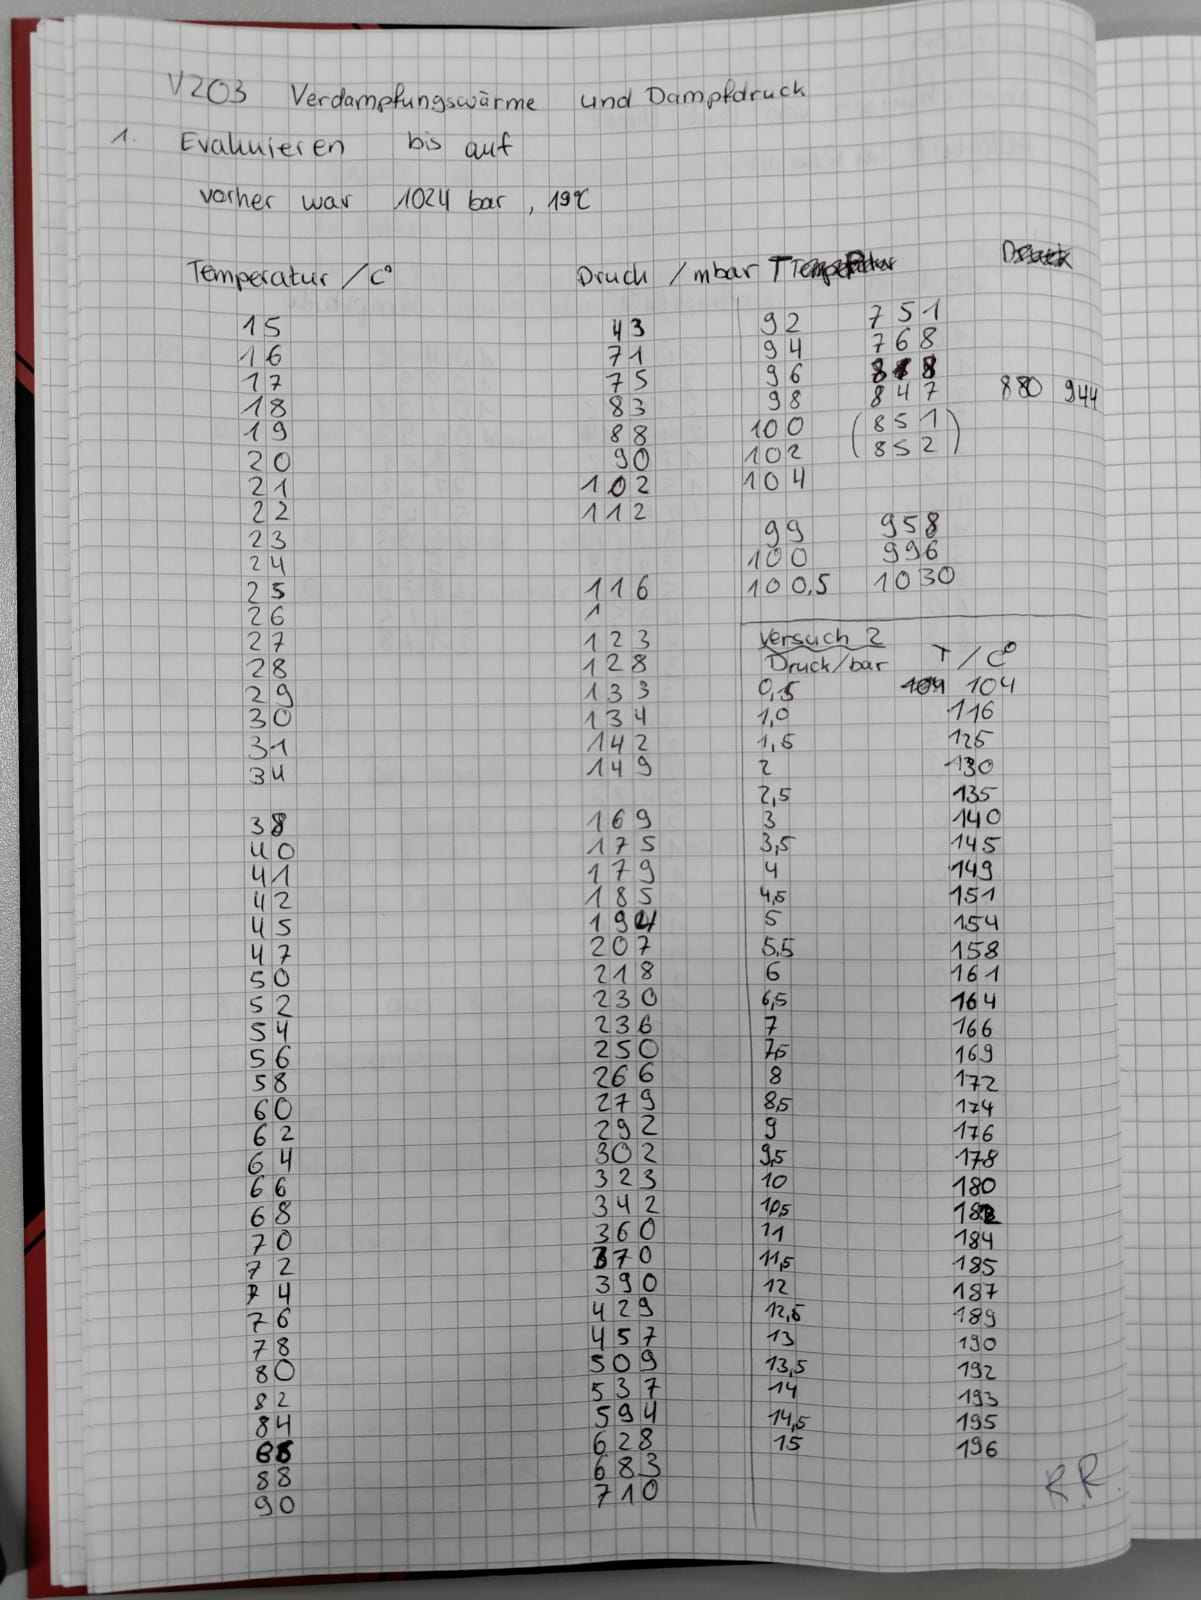 V203 Verdampfungswärme und Dampfdruck
1. Evakuieren bis auf
vorher war 1024 bar, 19°C
Temperatur /C° Druck / mbar T
15 43 92 751
16 71 94 768
17 75 96 818
18 83 98 847 880 944
19 88 100 (851)
20 90 102 (852)
21 102 104
22 112
23 99 958
24 100 996
25 116 100,5 1030
26 1
27 123 Versuch 2
28 128 Druck/bar T /C°
29 133 0,5 104
30 134 1,0 116
31 142 1,5 125
34 149 2 130
2,5 135
38 169 3 140
40 175 3,5 145
41 179 4 149
42 185 4,5 151
45 194 5 154
47 207 5,5 158
50 218 6 161
52 230 6,5 164
54 236 7 166
56 250 7,5 169
58 266 8 172
60 279 8,5 174
62 292 9 176
64 302 9,5 178
66 323 10 180
68 342 10,5 182
70 360 11 184
72 370 11,5 185
74 390 12 187
76 429 12,5 189
78 457 13 190
80 509 13,5 192
82 537 14 193
84 594 14,5 195
86 628 15 196
88 683
90 710
R.R.